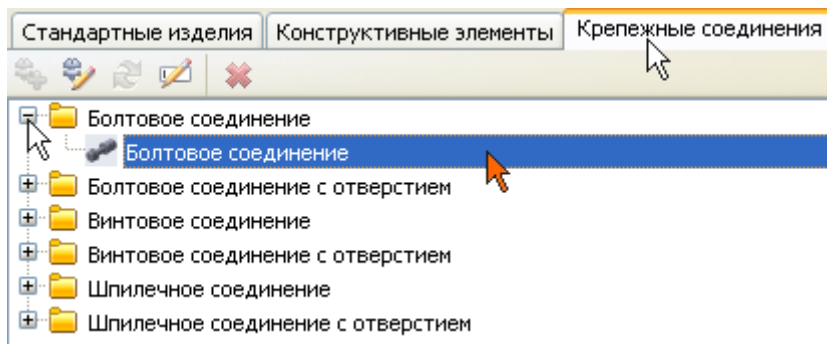 Стандартные изделия Конструктивные элементы Крепежные соединения
Болтовое соединение
Болтовое соединение
Болтовое соединение с отверстием
Винтовое соединение
Винтовое соединение с отверстием
Шпилечное соединение
Шпилечное соединение с отверстием